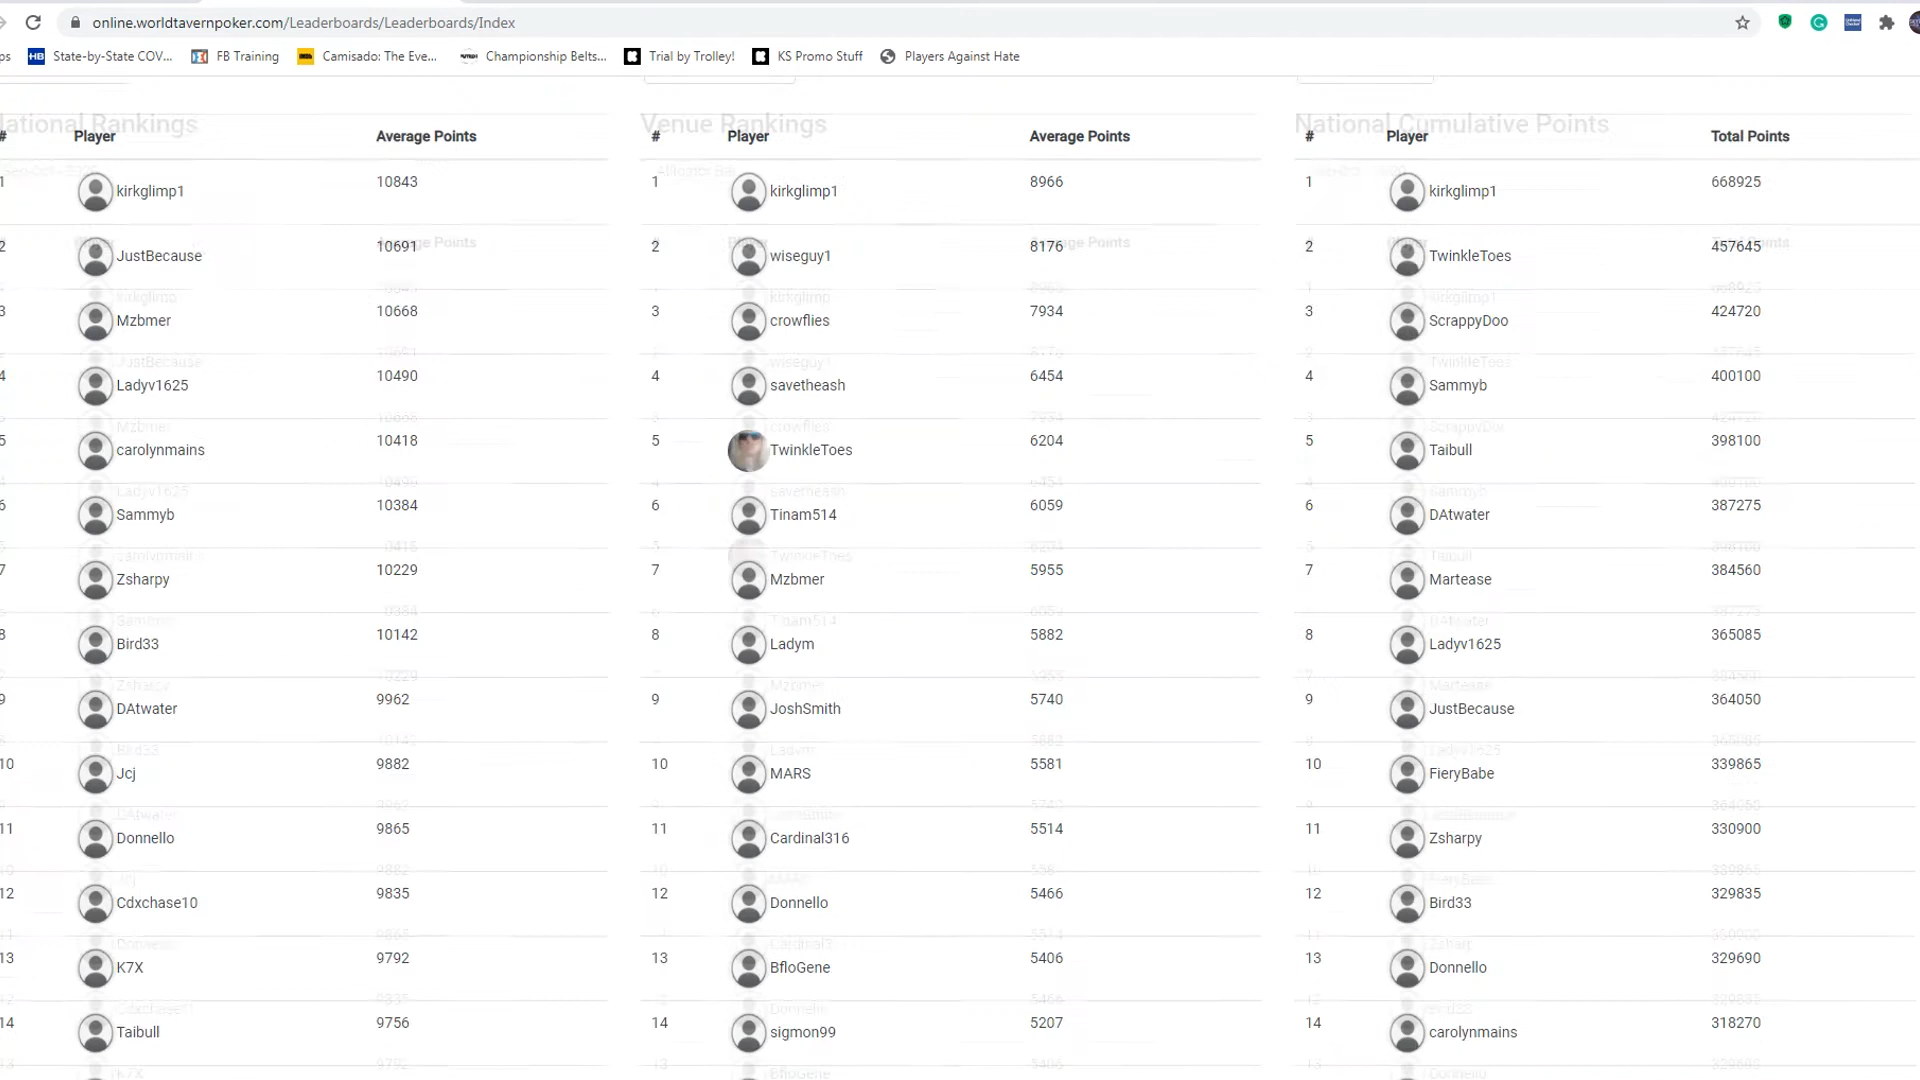 online.worldtavernpoker.com/Leaderboards/Leaderboards/Index
ps State-by-State COV... FB Training Camisado: The Eve... Championship Belts... Trial by Trolley! KS Promo Stuff Players Against Hate
National Rankings Venue Rankings National Cumulative Points
# Player Average Points # Player Average Points # Player Total Points
1 kirkglimp1 10843 1 kirkglimp1 8966 1 kirkglimp1 668925
2 JustBecause 10691 2 wiseguy1 8176 2 TwinkleToes 457645
3 Mzbmer 10668 3 crowflies 7934 3 ScrappyDoo 424720
4 Ladyv1625 10490 4 savetheash 6454 4 Sammyb 400100
5 carolynmains 10418 5 TwinkleToes 6204 5 Taibull 398100
6 Sammyb 10384 6 Tinam514 6059 6 DAtwater 387275
7 Zsharpy 10229 7 Mzbmer 5955 7 Martease 384560
8 Bird33 10142 8 Ladym 5882 8 Ladyv1625 365085
9 DAtwater 9962 9 JoshSmith 5740 9 JustBecause 364050
10 Jcj 9882 10 MARS 5581 10 FieryBabe 339865
11 Donnello 9865 11 Cardinal316 5514 11 Zsharpy 330900
12 Cdxchase10 9835 12 Donnello 5466 12 Bird33 329835
13 K7X 9792 13 BfloGene 5406 13 Donnello 329690
14 Taibull 9756 14 sigmon99 5207 14 carolynmains 318270